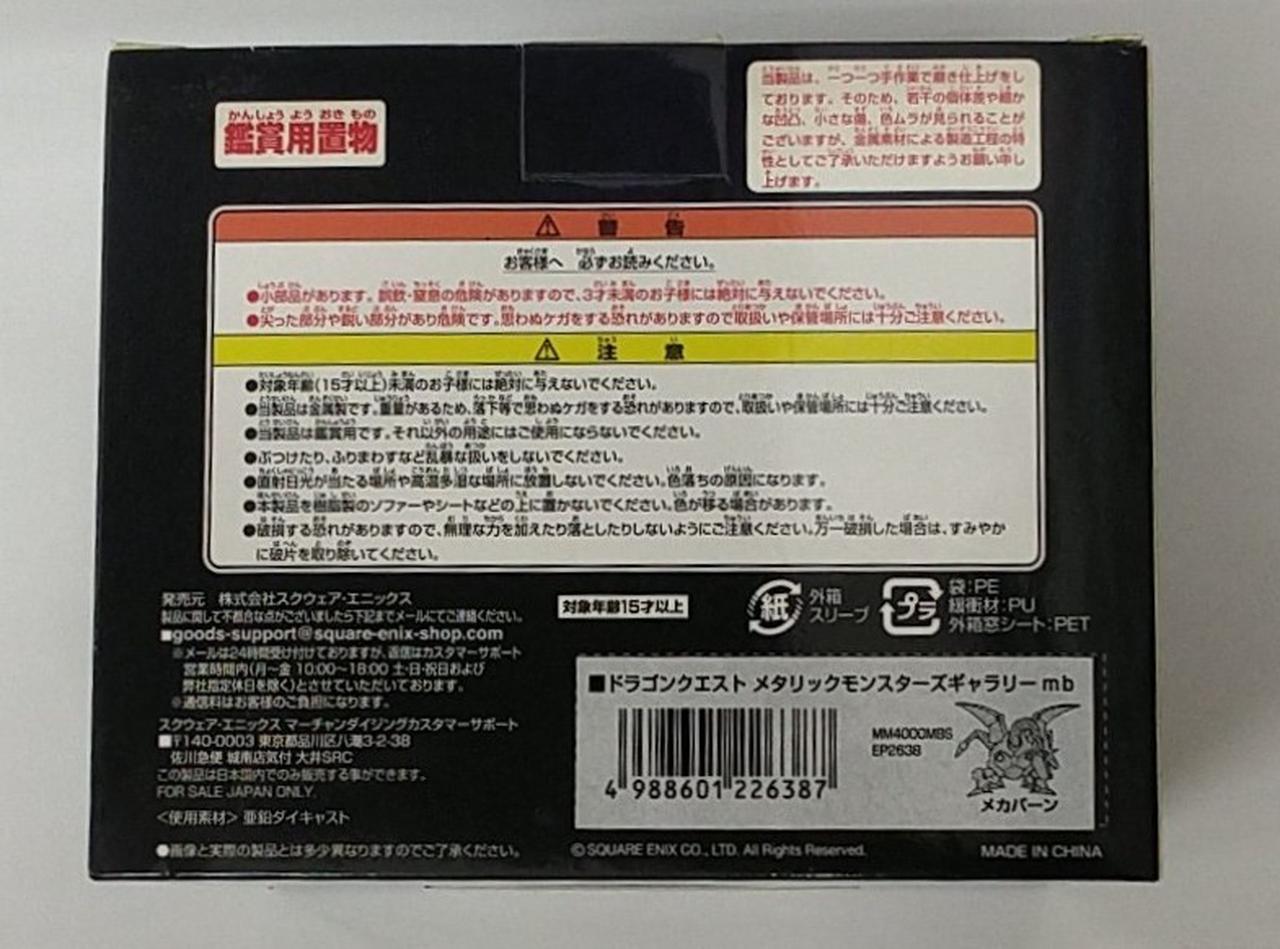 かんしょう よう おき もの
鑑賞用置物
当製品は、一つ一つ手作業で磨き仕上げをし
ております。そのため、若干の個体差や細か
な凹凸、小さな傷、色ムラが見られることが
ございますが、金属素材による製造工程の特
性としてご了承いただけますようお願い申し
上げます。
⚠ 警 告
お客様へ 必ずお読みください。
●小部品があります。誤飲・窒息の危険がありますので、3才未満のお子様には絶対に与えないでください。
●尖った部分や鋭い部分があり危険です。思わぬケガをする恐れがありますので取扱いや保管場所には十分ご注意ください。
⚠ 注 意
●対象年齢(15才以上)未満のお子様には絶対に与えないでください。
●当製品は金属製です。重量があるため、落下等で思わぬケガをする恐れがありますので、取扱いや保管場所には十分ご注意ください。
●当製品は鑑賞用です。それ以外の用途にはご使用にならないでください。
●ぶつけたり、ふりまわすなど乱暴な扱いをしないでください。
●直射日光が当たる場所や高温多湿な場所に放置しないでください。色落ちの原因になります。
●本製品を樹脂製のソファーやシートなどの上に置かないでください。色が移る場合があります。
●破損する恐れがありますので、無理な力を加えたり落としたりしないようにご注意ください。万一破損した場合は、すみやか
に破片を取り除いてください。
発売元 株式会社スクウェア・エニックス
製品に関して不都合な点がございましたら下記までメールにてご連絡ください。
■goods-support@square-enix-shop.com
※メールは24時間受け付けておりますが、返信はカスタマーサポート
営業時間内(月〜金 10:00〜18:00 土・日・祝日および
弊社指定休日を除く)とさせていただいております。
※通信料はお客様のご負担になります。
スクウェア・エニックス マーチャンダイジングカスタマーサポート
■〒140-0003 東京都品川区八潮3-2-38
佐川急便 城南店気付 大井SRC
この製品は日本国内でのみ販売する事ができます。
FOR SALE JAPAN ONLY.
<使用素材> 亜鉛ダイキャスト
●画像と実際の製品とは多少異なりますのでご了承ください。
対象年齢15才以上
紙
外箱
スリーブ
プラ
袋:PE
緩衝材:PU
外箱窓シート:PET
■ドラゴンクエスト メタリックモンスターズギャラリー mb
MM4000MBS
EP2638
4 988601 226387
メカバーン
©SQUARE ENIX CO., LTD. All Rights Reserved.
MADE IN CHINA